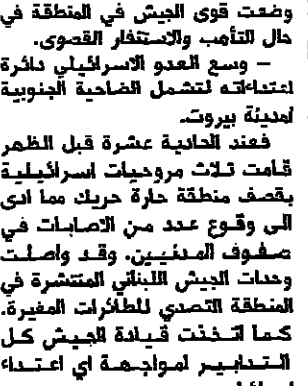 وضعت قوى الجيش في المنطقة في
حال التأهب والاستنفار القصوى.
– وسع العدو الاسرائيلي دائرة
اعتداءاته لتشمل الضاحية الجنوبية
لمدينة بيروت.
فعند الحادية عشرة قبل الظهر
قامت ثلاث مروحيات اسرائيلية
بقصف منطقة حارة حريك مما ادى
الى وقوع عدد من الاصابات في
صفوف المدنيين. وقد واصلت
وحدات الجيش اللبناني المنتشرة في
المنطقة التصدي للطائرات المغيرة.
كما اتخذت قيادة الجيش كل
التدابير لمواجهة اي اعتداء